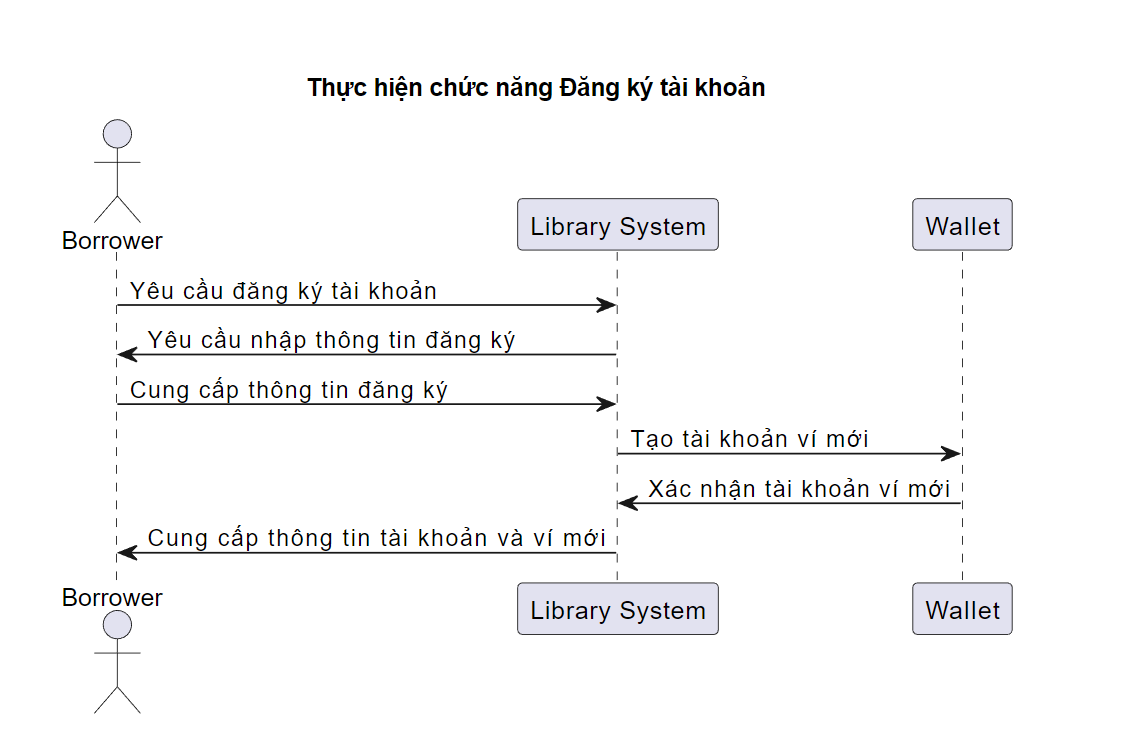 Thực hiện chức năng Đăng ký tài khoản
Borrower
Library System
Wallet
Yêu cầu đăng ký tài khoản
Yêu cầu nhập thông tin đăng ký
Cung cấp thông tin đăng ký
Tạo tài khoản ví mới
Xác nhận tài khoản ví mới
Cung cấp thông tin tài khoản và ví mới
Borrower
Library System
Wallet